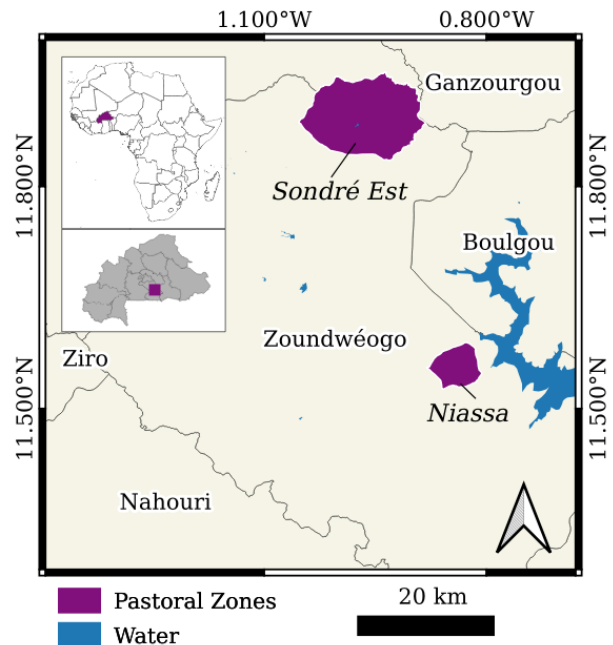 1.100°W
0.800°W
Ganzourgou
11.800°N
Sondré Est
11.800°N
Boulgou
Zoundwéogo
Ziro
11.500°N
Niassa
11.500°N
Nahouri
Pastoral Zones
20 km
Water